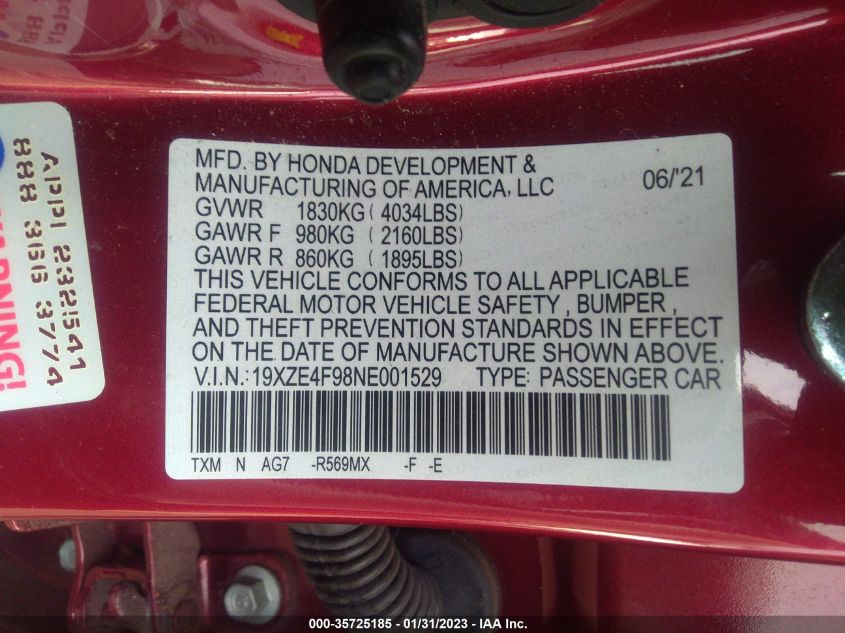 MFD. BY HONDA DEVELOPMENT &
MANUFACTURING OF AMERICA, LLC 06/'21
GVWR 1830KG ( 4034LBS)
GAWR F 980KG ( 2160LBS)
GAWR R 860KG ( 1895LBS)
THIS VEHICLE CONFORMS TO ALL APPLICABLE
FEDERAL MOTOR VEHICLE SAFETY , BUMPER ,
AND THEFT PREVENTION STANDARDS IN EFFECT
ON THE DATE OF MANUFACTURE SHOWN ABOVE.
V.I.N.:19XZE4F98NE001529 TYPE: PASSENGER CAR
TXM N AG7 -R569MX -F -E
888 366 3774
000-35725185 - 01/31/2023 - IAA Inc.